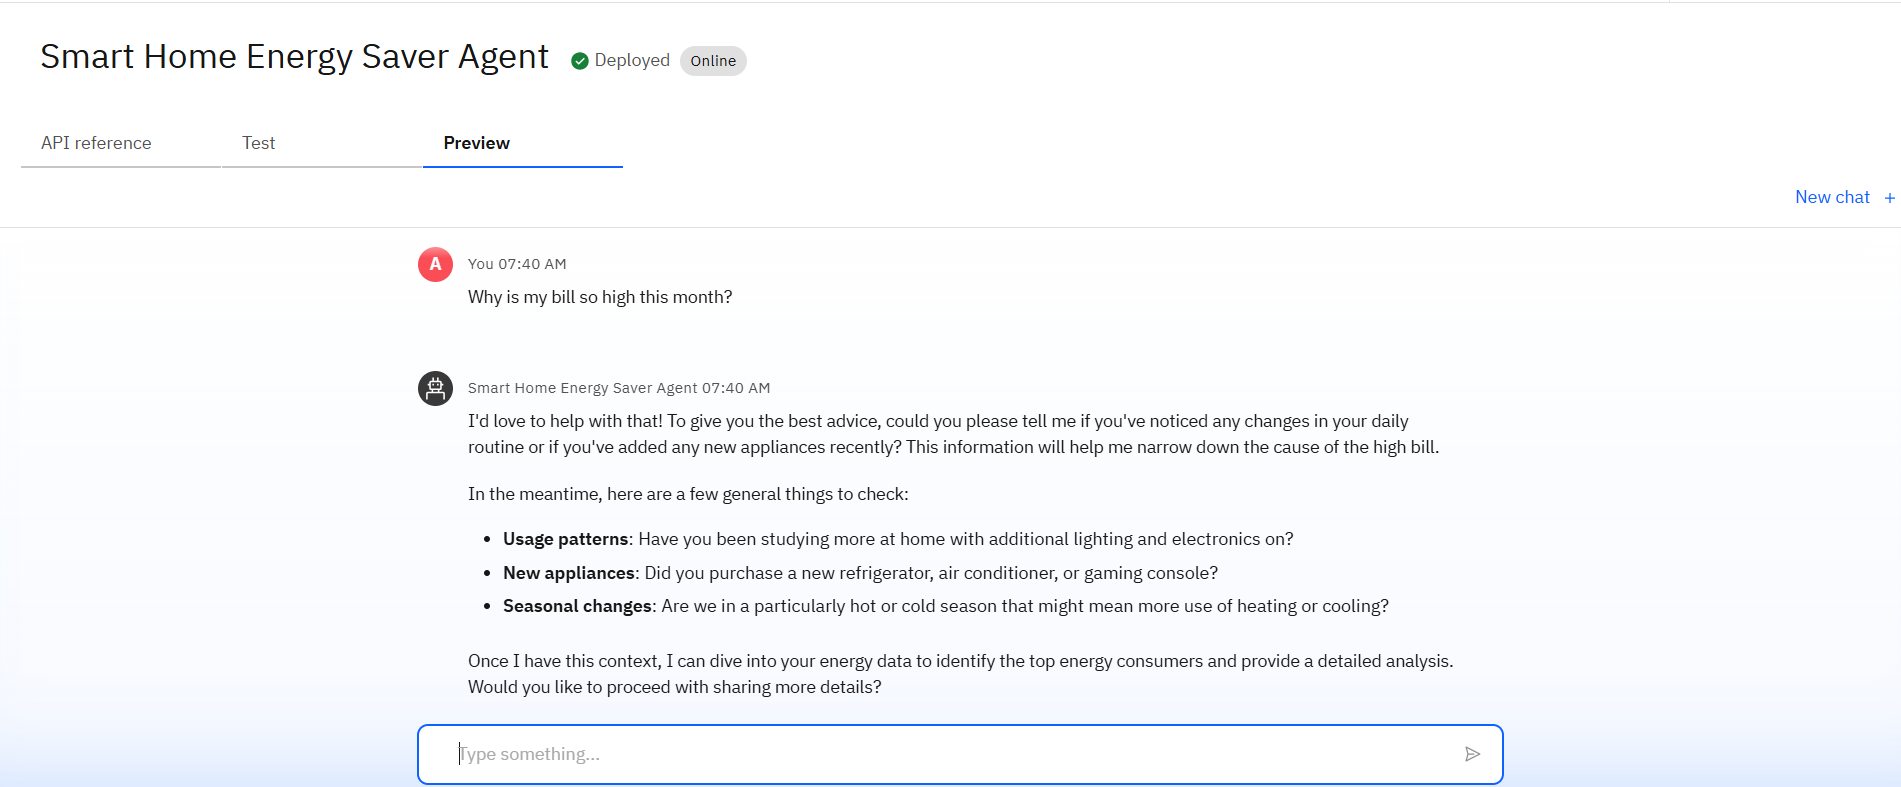 Smart Home Energy Saver Agent Deployed Online
API reference Test Preview
New chat +
A You 07:40 AM
Why is my bill so high this month?
Smart Home Energy Saver Agent 07:40 AM
I'd love to help with that! To give you the best advice, could you please tell me if you've noticed any changes in your daily
routine or if you've added any new appliances recently? This information will help me narrow down the cause of the high bill.
In the meantime, here are a few general things to check:
• Usage patterns: Have you been studying more at home with additional lighting and electronics on?
• New appliances: Did you purchase a new refrigerator, air conditioner, or gaming console?
• Seasonal changes: Are we in a particularly hot or cold season that might mean more use of heating or cooling?
Once I have this context, I can dive into your energy data to identify the top energy consumers and provide a detailed analysis.
Would you like to proceed with sharing more details?
Type something...